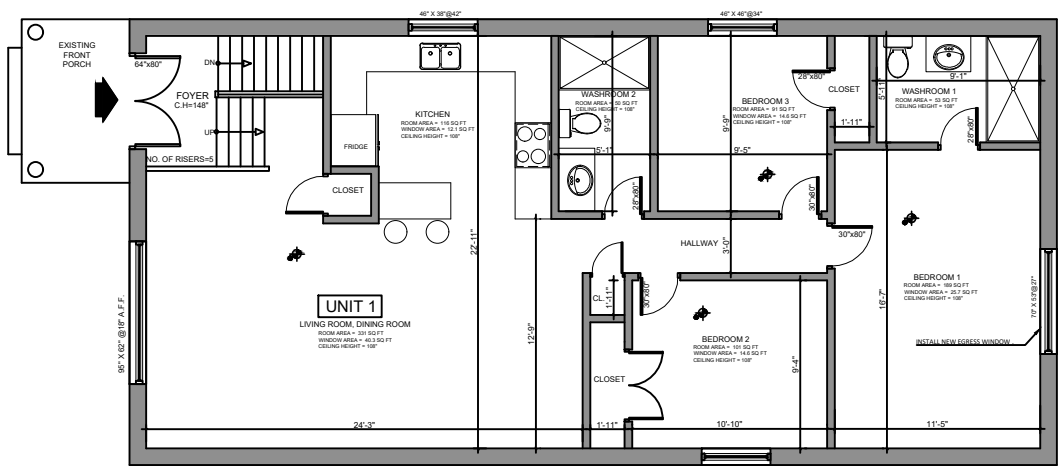 46" X 38"@42"
46" X 46"@34"
EXISTING
FRONT
PORCH
64"x80"
FOYER
C.H=148"
DN
UP
NO. OF RISERS=5
KITCHEN
ROOM AREA = 116 SQ FT
WINDOW AREA = 12.1 SQ FT
CEILING HEIGHT = 108"
FRIDGE
CLOSET
WASHROOM 2
ROOM AREA = 50 SQ FT
CEILING HEIGHT = 108"
9'-9"
5'-1"
28"x80"
BEDROOM 3
ROOM AREA = 91 SQ FT
WINDOW AREA = 14.6 SQ FT
CEILING HEIGHT = 108"
9'-9"
9'-5"
28"x80"
30"x80"
CLOSET
1'-11"
5'-11"
9'-1"
WASHROOM 1
ROOM AREA = 53 SQ FT
CEILING HEIGHT = 108"
28"x80"
30"x80"
HALLWAY
3'-0"
22'-11"
12'-9"
UNIT 1
LIVING ROOM, DINING ROOM
ROOM AREA = 331 SQ FT
WINDOW AREA = 40.3 SQ FT
CEILING HEIGHT = 108"
95" X 62" @18" A.F.F.
CL.
1'-11"
30"x80"
BEDROOM 2
ROOM AREA = 101 SQ FT
WINDOW AREA = 14.6 SQ FT
CEILING HEIGHT = 108"
9'-4"
CLOSET
BEDROOM 1
ROOM AREA = 189 SQ FT
WINDOW AREA = 25.7 SQ FT
CEILING HEIGHT = 108"
16'-7"
70" X 53"@27"
INSTALL NEW EGRESS WINDOW .
24'-3"
1'-11"
10'-10"
11'-5"